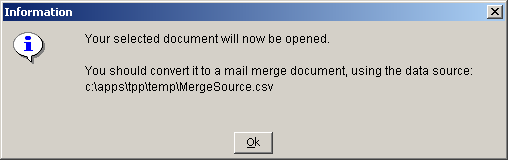 Information
Your selected document will now be opened.
You should convert it to a mail merge document, using the data source:
c:\apps\tpp\temp\MergeSource.csv
Ok